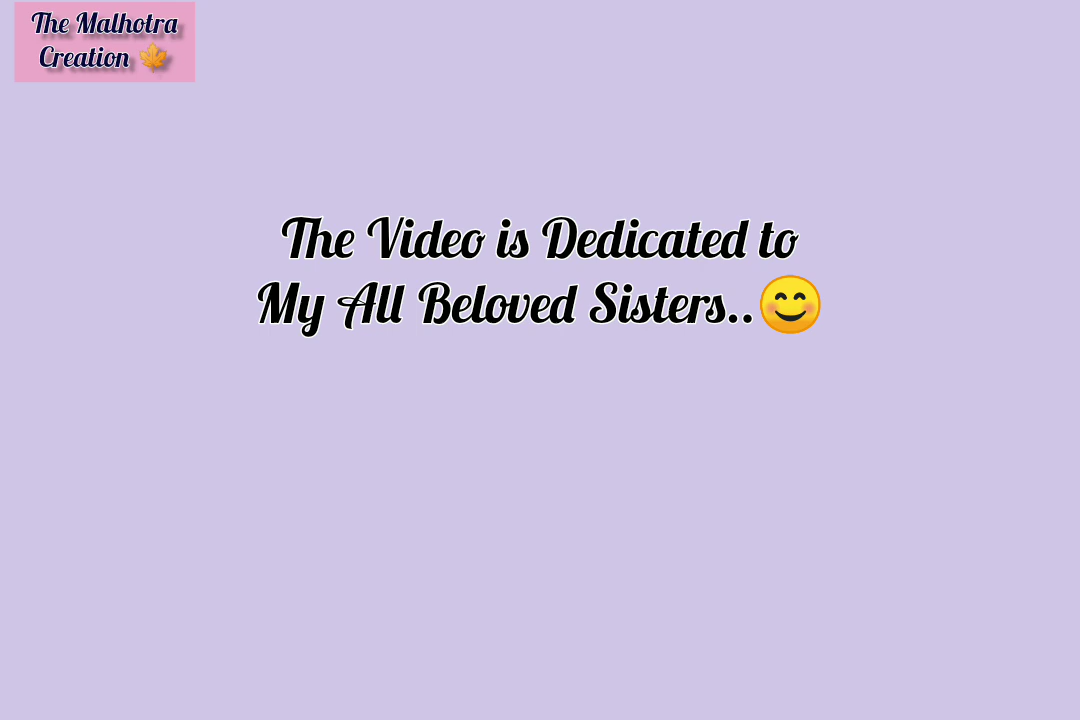 The Malhotra
Creation 🍁
The Video is Dedicated to
My All Beloved Sisters..😊